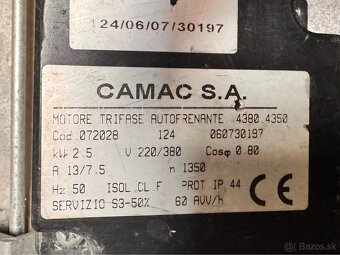 124/06/07/30197
CAMAC S.A.
MOTORE TRIFASE AUTOFRENANTE 4380.4350
Cod 072028 124 060730197
kW 2.5 V 220/380 Cosφ 0.80
A 13/7.5 n 1350
Hz 50 ISOL.CL F PROT IP 44 CE
SERVIZIO S3-50% 60 AVV/h
Bazos.sk